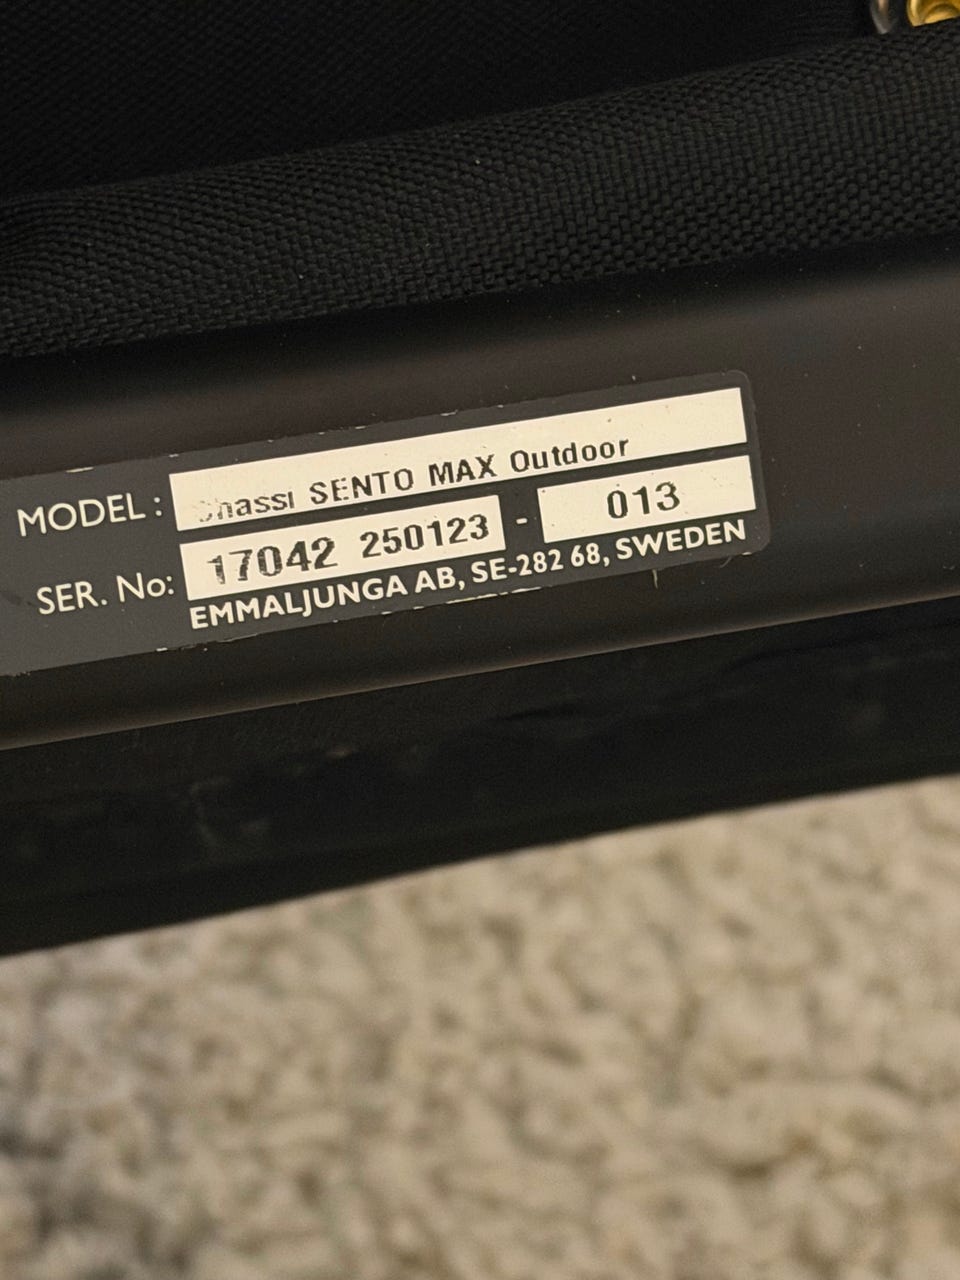 MODEL: Chassi SENTO MAX Outdoor
SER. No: 17042 250123 - 013
EMMALJUNGA AB, SE-282 68, SWEDEN